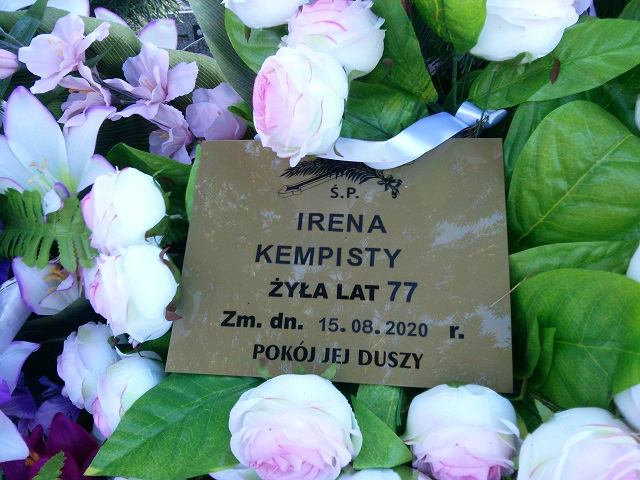 Ś.P.
IRENA
KEMPISTY
ŻYŁA LAT 77
Zm. dn. 15.08.2020 r.
POKÓJ JEJ DUSZY